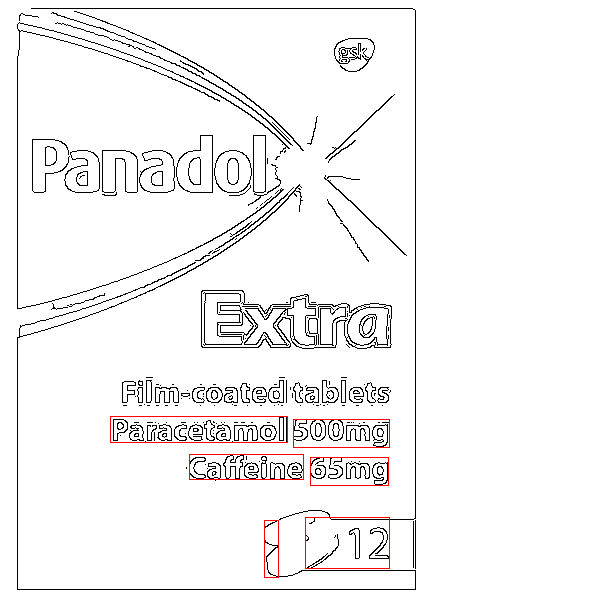 gsk
Panadol
Extra
Film-coated tablets
Paracetamol 500mg
Caffeine 65mg
12